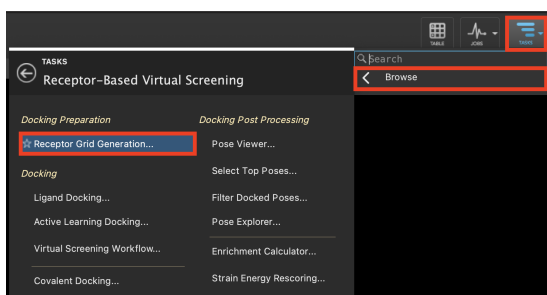 TABLE
JOBS
TASKS
Search
Browse
TASKS
Receptor-Based Virtual Screening
Docking Preparation
Receptor Grid Generation...
Docking
Ligand Docking...
Active Learning Docking...
Virtual Screening Workflow...
Covalent Docking...
Docking Post Processing
Pose Viewer...
Select Top Poses...
Filter Docked Poses...
Pose Explorer...
Enrichment Calculator...
Strain Energy Rescoring...